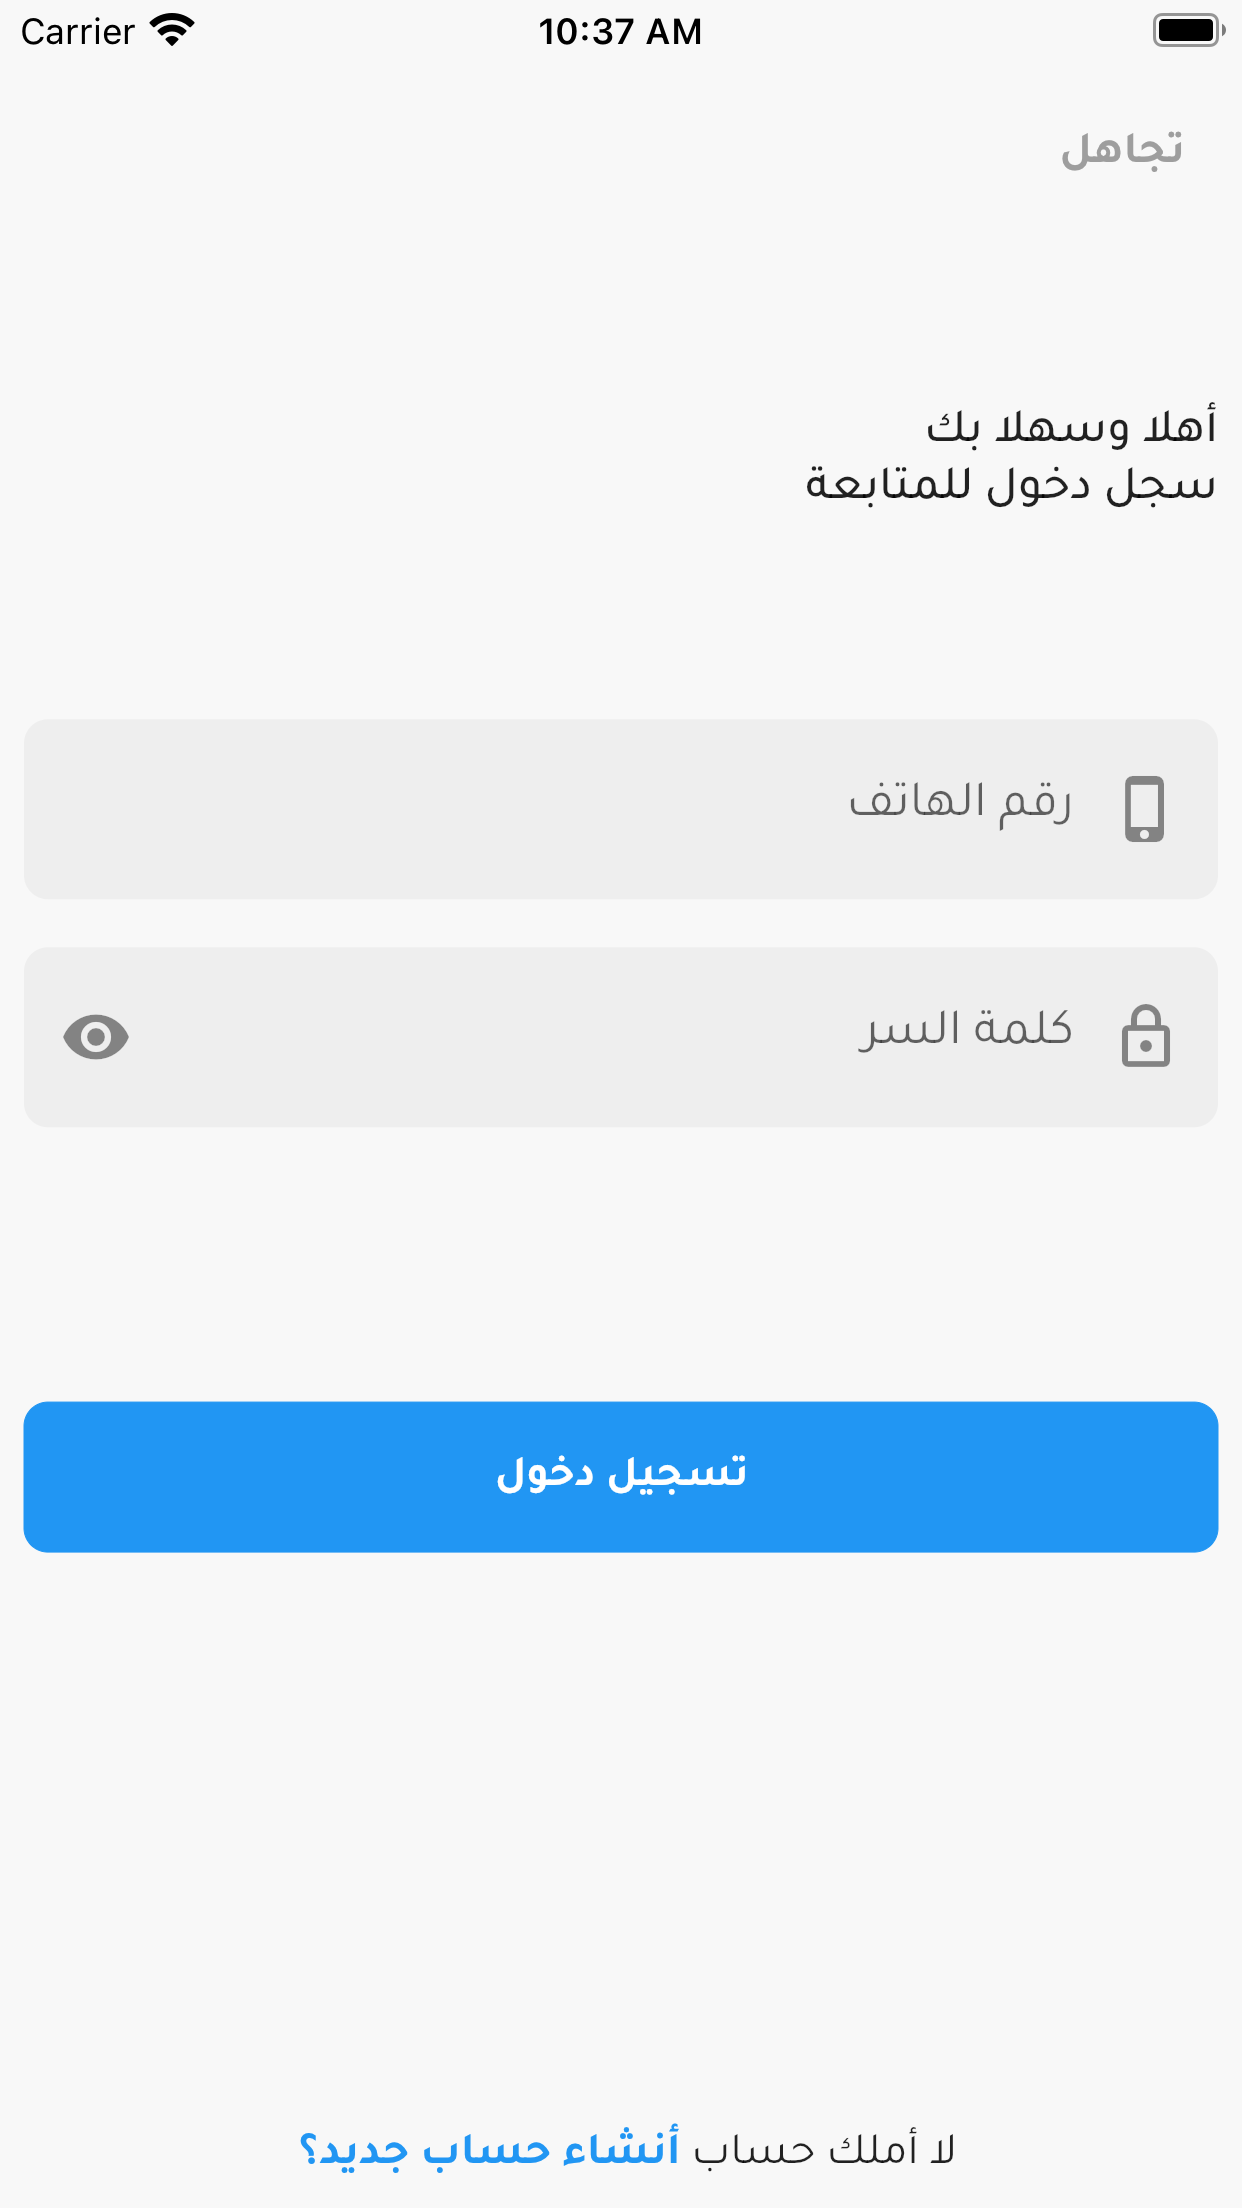 Carrier 10:37 AM
تجاهل
أهلا وسهلا بك
سجل دخول للمتابعة
رقم الهاتف
كلمة السر
تسجيل دخول
لا أملك حساب أنشاء حساب جديد؟